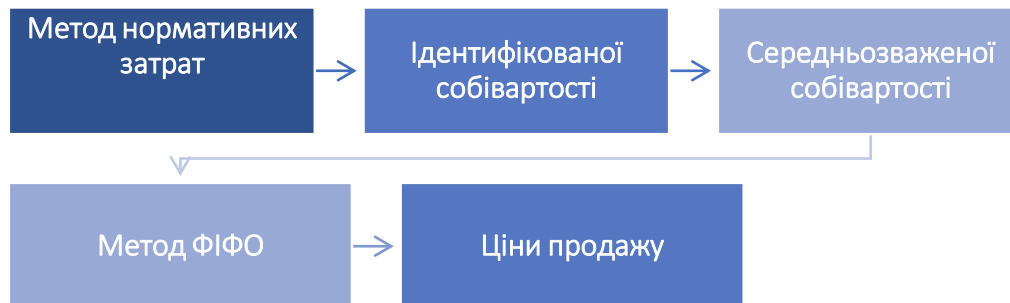 Метод нормативних
затрат
Ідентифікованої
собівартості
Середньозваженої
собівартості
Метод ФІФО
Ціни продажу